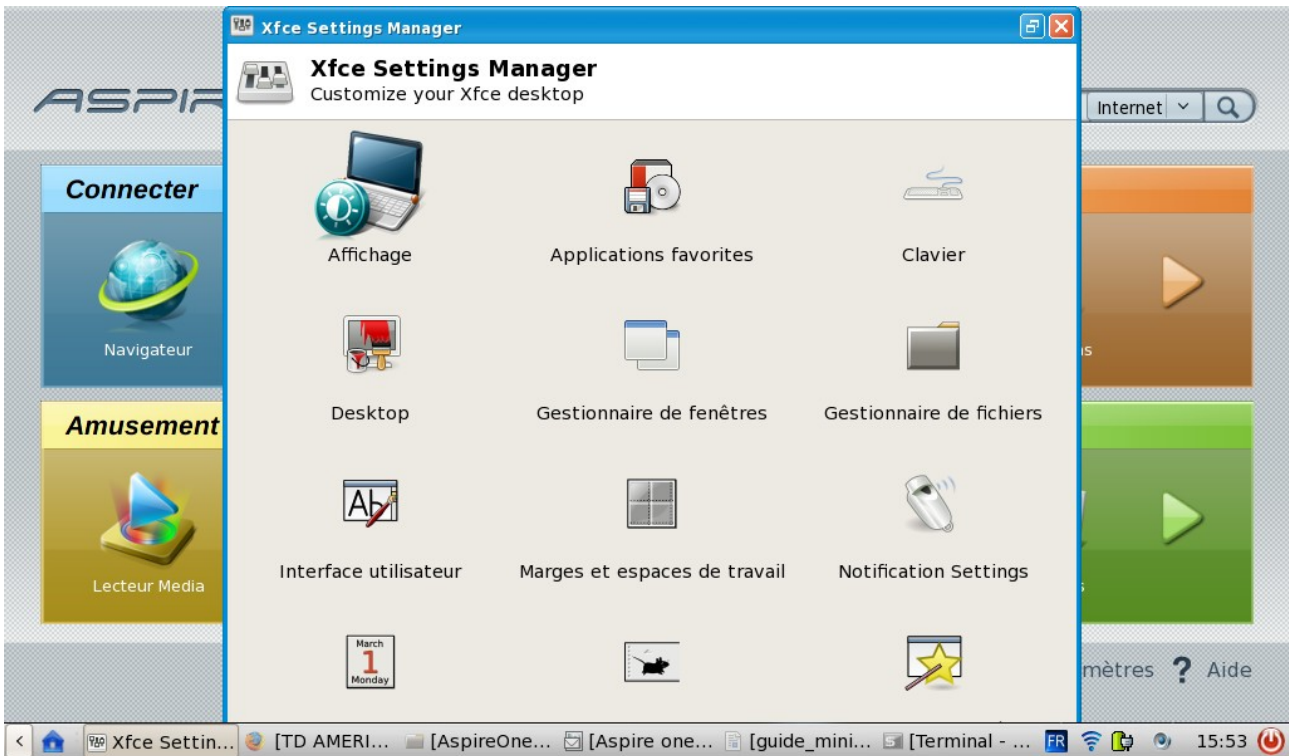 Xfce Settings Manager
Xfce Settings Manager
Customize your Xfce desktop
Internet
Connecter
Navigateur
Amusement
Lecteur Media
Affichage
Applications favorites
Clavier
Desktop
Gestionnaire de fenêtres
Gestionnaire de fichiers
Interface utilisateur
Marges et espaces de travail
Notification Settings
March
1
Monday
mètres ? Aide
Xfce Settin... [TD AMERI... [AspireOne... [Aspire one... [guide_mini... [Terminal - ... FR 15:53